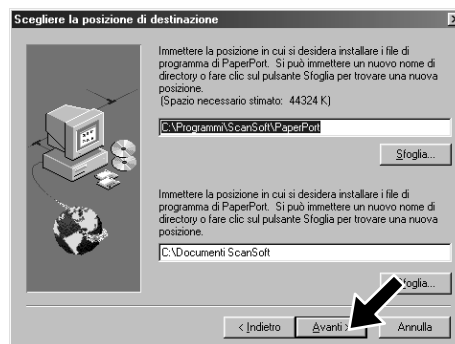 Scegliere la posizione di destinazione
Immettere la posizione in cui si desidera installare i file di
programma di PaperPort. Si può immettere un nuovo nome di
directory o fare clic sul pulsante Sfoglia per trovare una nuova
posizione.
(Spazio necessario stimato: 44324 K)
C:\Programmi\ScanSoft\PaperPort
Sfoglia...
Immettere la posizione in cui si desidera installare i file di
programma di PaperPort. Si può immettere un nuovo nome di
directory o fare clic sul pulsante Sfoglia per trovare una nuova
posizione.
C:\Documenti ScanSoft
Sfoglia...
< Indietro
Avanti >
Annulla